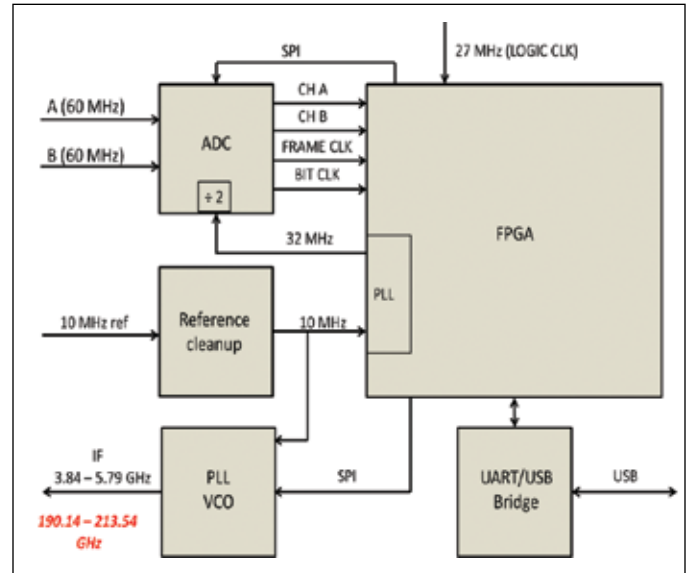 SPI
27 MHz (LOGIC CLK)
A (60 MHz)
B (60 MHz)
ADC
÷ 2
CH A
CH B
FRAME CLK
BIT CLK
FPGA
32 MHz
PLL
10 MHz ref
Reference
cleanup
10 MHz
IF
3.84 – 5.79 GHz
190.14 – 213.54
GHz
PLL
VCO
SPI
UART/USB
Bridge
USB